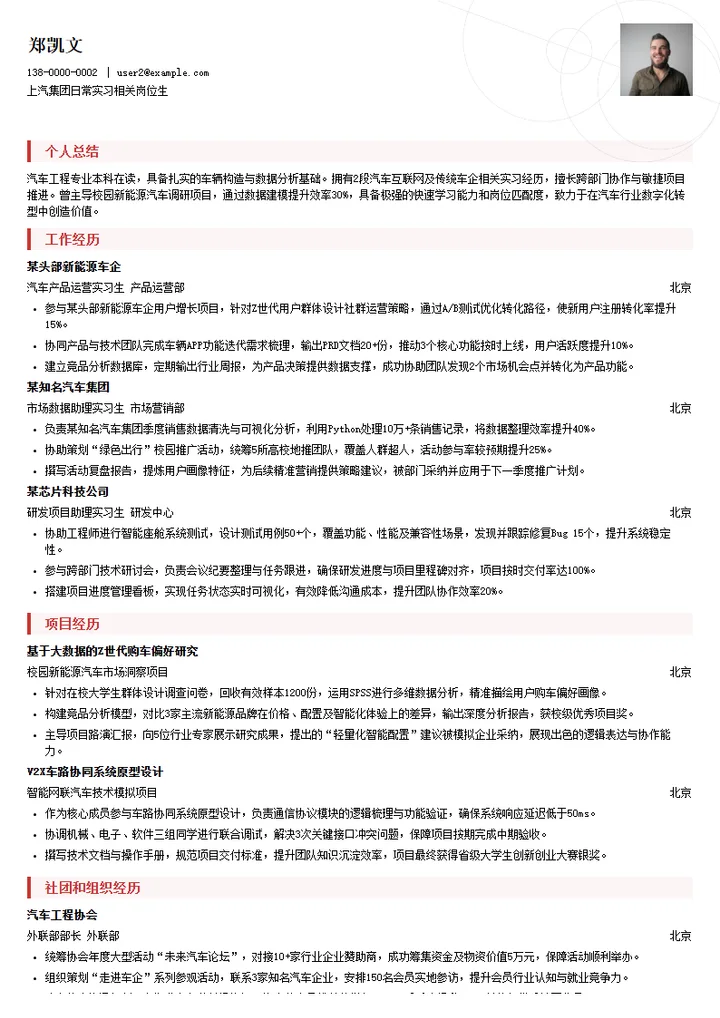 郑凯文
138-0000-0002 | user2@example.com
上汽集团日常实习相关岗位生
个人总结
汽车工程专业本科在读，具备扎实的车辆构造与数据分析基础。拥有2段汽车互联网及传统车企相关实习经历，擅长跨部门协作与敏捷项目
推进。曾主导校园新能源汽车调研项目，通过数据建模提升效率30%，具备极强的快速学习能力和岗位匹配度，致力于在汽车行业数字化转
型中创造价值。
工作经历
某头部新能源车企
汽车产品运营实习生 产品运营部 北京
• 参与某头部新能源车企用户增长项目，针对Z世代用户群体设计社群运营策略，通过A/B测试优化转化路径，使新用户注册转化率提升
15%。
• 协同产品与技术团队完成车辆APP功能迭代需求梳理，输出PRD文档20+份，推动3个核心功能按时上线，用户活跃度提升10%。
• 建立竞品分析数据库，定期输出行业周报，为产品决策提供数据支撑，成功协助团队发现2个市场机会点并转化为产品功能。
某知名汽车集团
市场数据助理实习生 市场营销部 北京
• 负责某知名汽车集团季度销售数据清洗与可视化分析，利用Python处理10万+条销售记录，将数据整理效率提升40%。
• 协助策划“绿色出行”校园推广活动，统筹5所高校地推团队，覆盖人群超人，活动参与率较预期提升25%。
• 撰写活动复盘报告，提炼用户画像特征，为后续精准营销提供策略建议，被部门采纳并应用于下一季度推广计划。
某芯片科技公司
研发项目助理实习生 研发中心 北京
• 协助工程师进行智能座舱系统测试，设计测试用例50+个，覆盖功能、性能及兼容性场景，发现并跟踪修复Bug 15个，提升系统稳定
性。
• 参与跨部门技术研讨会，负责会议纪要整理与任务跟进，确保研发进度与项目里程碑对齐，项目按时交付率达100%。
• 搭建项目进度管理看板，实现任务状态实时可视化，有效降低沟通成本，提升团队协作效率20%。
项目经历
基于大数据的Z世代购车偏好研究
校园新能源汽车市场洞察项目 北京
• 针对在校大学生群体设计调查问卷，回收有效样本1200份，运用SPSS进行多维数据分析，精准描绘用户购车偏好画像。
• 构建竞品分析模型，对比3家主流新能源品牌在价格、配置及智能化体验上的差异，输出深度分析报告，获校级优秀项目奖。
• 主导项目路演汇报，向5位行业专家展示研究成果，提出的“轻量化智能配置”建议被模拟企业采纳，展现出色的逻辑表达与协作能
力。
V2X车路协同系统原型设计
智能网联汽车技术模拟项目 北京
• 作为核心成员参与车路协同系统原型设计，负责通信协议模块的逻辑梳理与功能验证，确保系统响应延迟低于50ms。
• 协调机械、电子、软件三组同学进行联合调试，解决3次关键接口冲突问题，保障项目按期完成中期验收。
• 撰写技术文档与操作手册，规范项目交付标准，提升团队知识沉淀效率，项目最终获得省级大学生创新创业大赛银奖。
社团和组织经历
汽车工程协会
外联部部长 外联部 北京
• 统筹协会年度大型活动“未来汽车论坛”，对接10+家行业企业赞助商，成功筹集资金及物资价值5万元，保障活动顺利举办。
• 组织策划“走进车企”系列参观活动，联系3家知名汽车企业，安排150名会员实地参访，提升会员行业认知与就业竞争力。